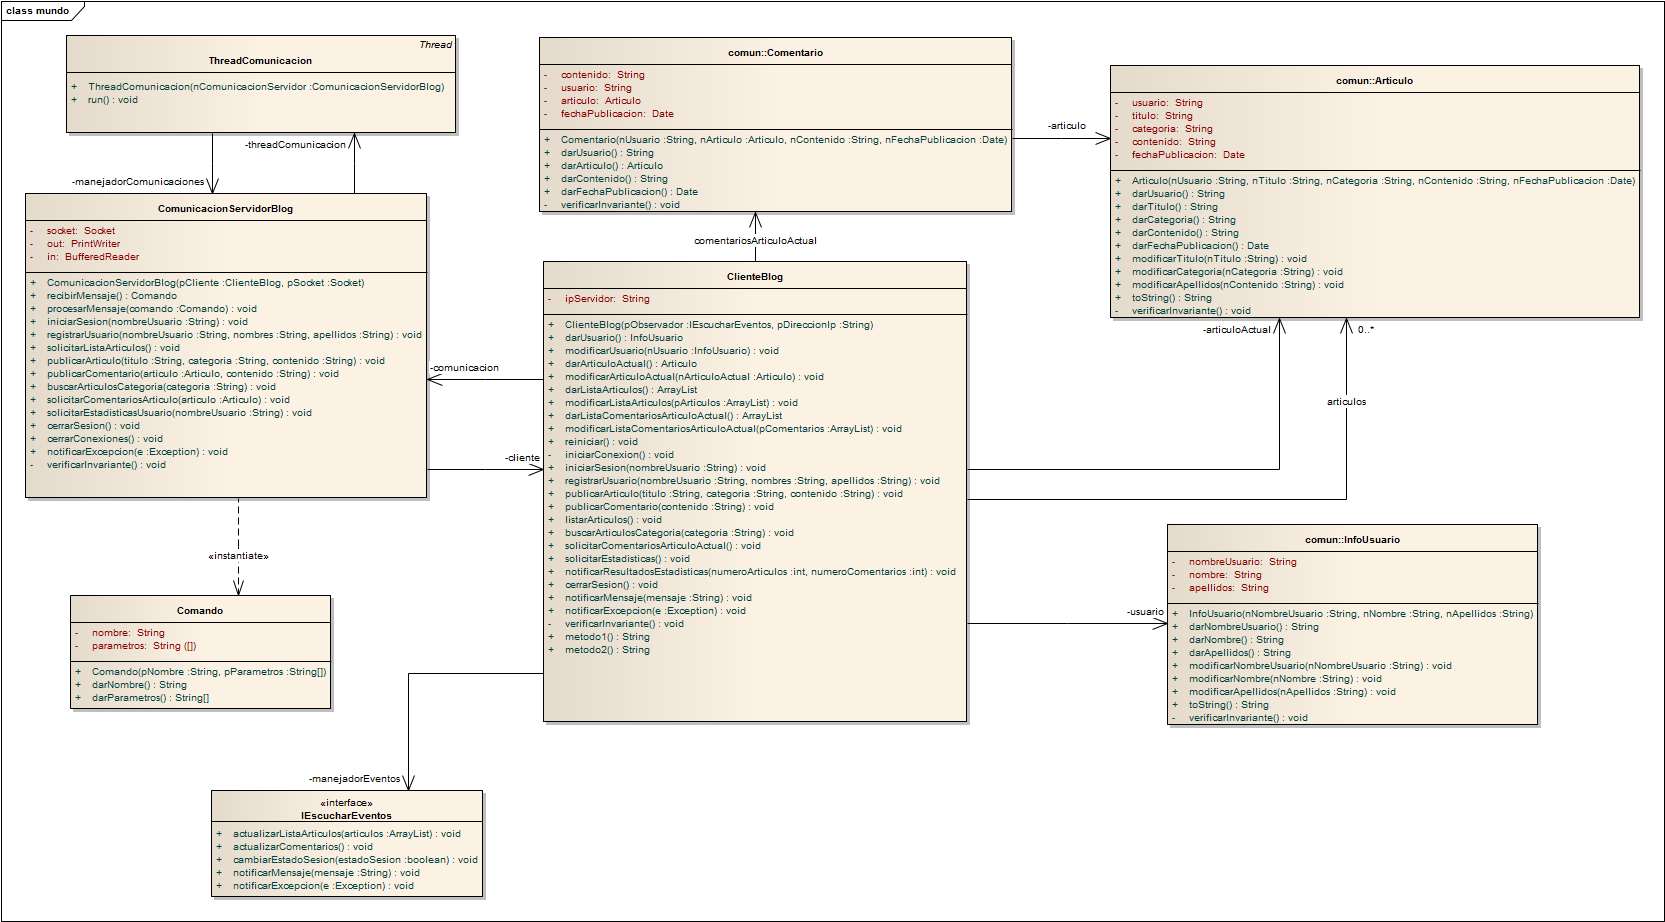 class mundo
Thread
ThreadComunicacion
+ ThreadComunicacion(nComunicacionServidor :ComunicacionServidorBlog)
+ run() : void
-threadComunicacion
-manejadorComunicaciones
ComunicacionServidorBlog
- socket: Socket
- out: PrintWriter
- in: BufferedReader
+ ComunicacionServidorBlog(pCliente :ClienteBlog, pSocket :Socket)
+ recibirMensaje() : Comando
+ procesarMensaje(comando :Comando) : void
+ iniciarSesion(nombreUsuario :String) : void
+ registrarUsuario(nombreUsuario :String, nombres :String, apellidos :String) : void
+ solicitarListaArticulos() : void
+ publicarArticulo(titulo :String, categoria :String, contenido :String) : void
+ publicarComentario(articulo :Articulo, contenido :String) : void
+ buscarArticulosCategoria(categoria :String) : void
+ solicitarComentariosArticulo(articulo :Articulo) : void
+ solicitarEstadisticasUsuario(nombreUsuario :String) : void
+ cerrarSesion() : void
+ cerrarConexiones() : void
+ notificarExcepcion(e :Exception) : void
- verificarInvariante() : void
«instantiate»
Comando
- nombre: String
- parametros: String ([])
+ Comando(pNombre :String, pParametros :String[])
+ darNombre() : String
+ darParametros() : String[]
comun::Comentario
- contenido: String
- usuario: String
- articulo: Articulo
- fechaPublicacion: Date
+ Comentario(nUsuario :String, nArticulo :Articulo, nContenido :String, nFechaPublicacion :Date)
+ darUsuario() : String
+ darArticulo() : Articulo
+ darContenido() : String
+ darFechaPublicacion() : Date
- verificarInvariante() : void
-articulo
comentariosArticuloActual
ClienteBlog
- ipServidor: String
+ ClienteBlog(pObservador :IEscucharEventos, pDireccionIp :String)
+ darUsuario() : InfoUsuario
+ modificarUsuario(nUsuario :InfoUsuario) : void
+ darArticuloActual() : Articulo
+ modificarArticuloActual(nArticuloActual :Articulo) : void
+ darListaArticulos() : ArrayList
+ modificarListaArticulos(pArticulos :ArrayList) : void
+ darListaComentariosArticuloActual() : ArrayList
+ modificarListaComentariosArticuloActual(pComentarios :ArrayList) : void
+ reiniciar() : void
- iniciarConexion() : void
+ iniciarSesion(nombreUsuario :String) : void
+ registrarUsuario(nombreUsuario :String, nombres :String, apellidos :String) : void
+ publicarArticulo(titulo :String, categoria :String, contenido :String) : void
+ publicarComentario(contenido :String) : void
+ listarArticulos() : void
+ buscarArticulosCategoria(categoria :String) : void
+ solicitarComentariosArticuloActual() : void
+ solicitarEstadisticas() : void
+ notificarResultadosEstadisticas(numeroArticulos :int, numeroComentarios :int) : void
+ cerrarSesion() : void
+ notificarMensaje(mensaje :String) : void
+ notificarExcepcion(e :Exception) : void
- verificarInvariante() : void
+ metodo1() : String
+ metodo2() : String
-comunicacion
-cliente
-manejadorEventos
«interface»
IEscucharEventos
+ actualizarListaArticulos(articulos :ArrayList) : void
+ actualizarComentarios() : void
+ cambiarEstadoSesion(estadoSesion :boolean) : void
+ notificarMensaje(mensaje :String) : void
+ notificarExcepcion(e :Exception) : void
comun::Articulo
- usuario: String
- titulo: String
- categoria: String
- contenido: String
- fechaPublicacion: Date
+ Articulo(nUsuario :String, nTitulo :String, nCategoria :String, nContenido :String, nFechaPublicacion :Date)
+ darUsuario() : String
+ darTitulo() : String
+ darCategoria() : String
+ darContenido() : String
+ darFechaPublicacion() : Date
+ modificarTitulo(nTitulo :String) : void
+ modificarCategoria(nCategoria :String) : void
+ modificarApellidos(nContenido :String) : void
+ toString() : String
- verificarInvariante() : void
-articuloActual
0..*
articulos
-usuario
comun::InfoUsuario
- nombreUsuario: String
- nombre: String
- apellidos: String
+ InfoUsuario(nNombreUsuario :String, nNombre :String, nApellidos :String)
+ darNombreUsuario() : String
+ darNombre() : String
+ darApellidos() : String
+ modificarNombreUsuario(nNombreUsuario :String) : void
+ modificarNombre(nNombre :String) : void
+ modificarApellidos(nApellidos :String) : void
+ toString() : String
- verificarInvariante() : void